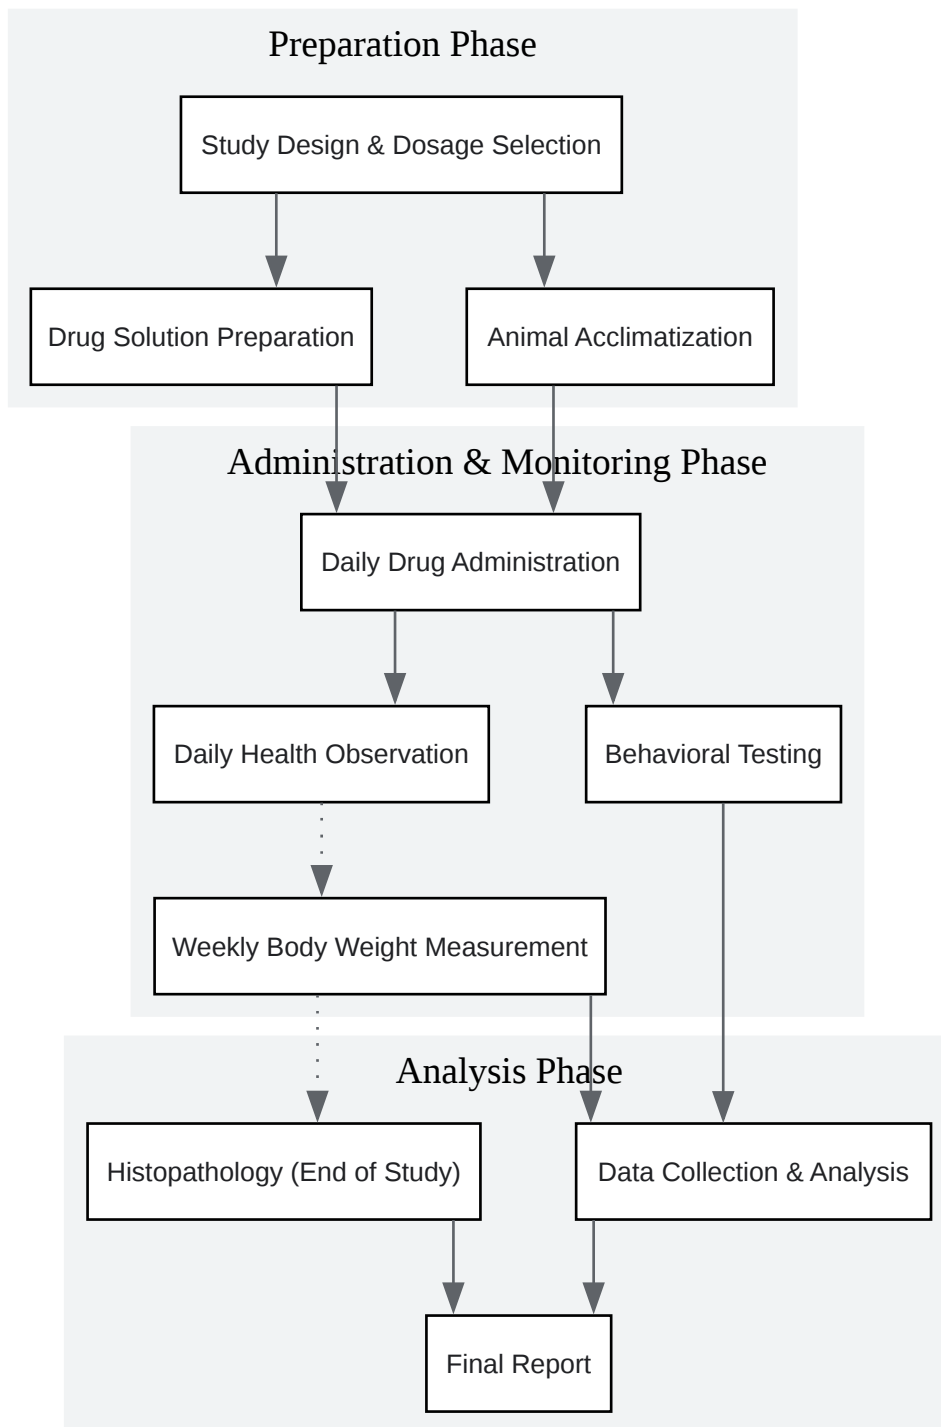 Preparation Phase
Study Design & Dosage Selection
Drug Solution Preparation
Animal Acclimatization
Administration & Monitoring Phase
Daily Drug Administration
Daily Health Observation
Behavioral Testing
Weekly Body Weight Measurement
Analysis Phase
Histopathology (End of Study)
Data Collection & Analysis
Final Report